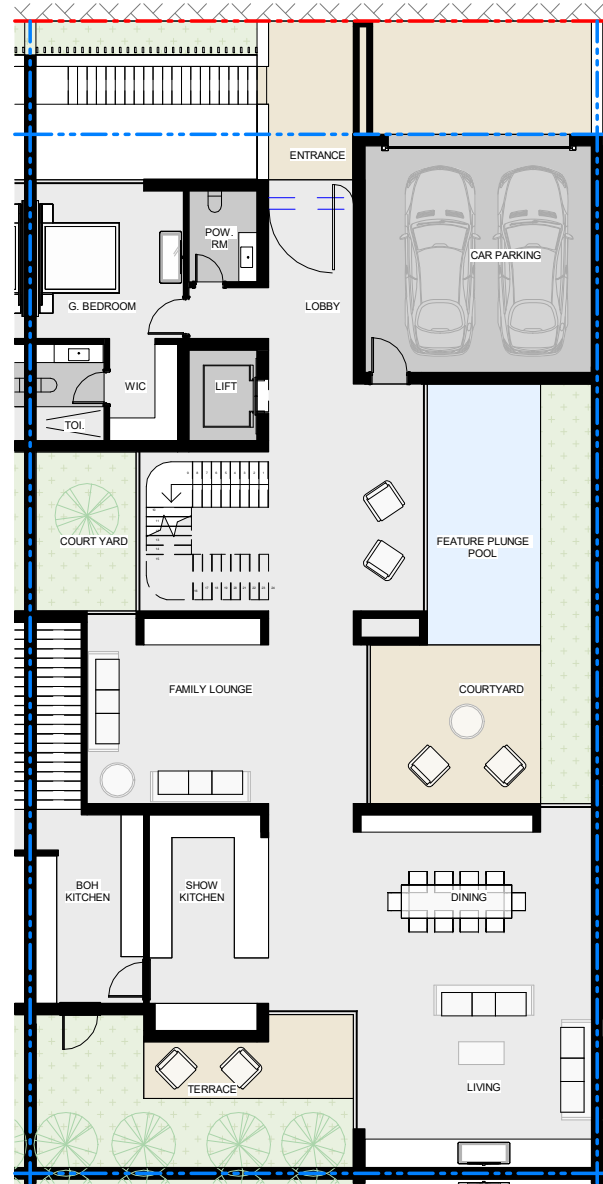 ENTRANCE
POW.
RM
CAR PARKING
G. BEDROOM
LOBBY
WIC
LIFT
TOI.
COURT YARD
FEATURE PLUNGE
POOL
FAMILY LOUNGE
COURTYARD
BOH
KITCHEN
SHOW
KITCHEN
DINING
TERRACE
LIVING